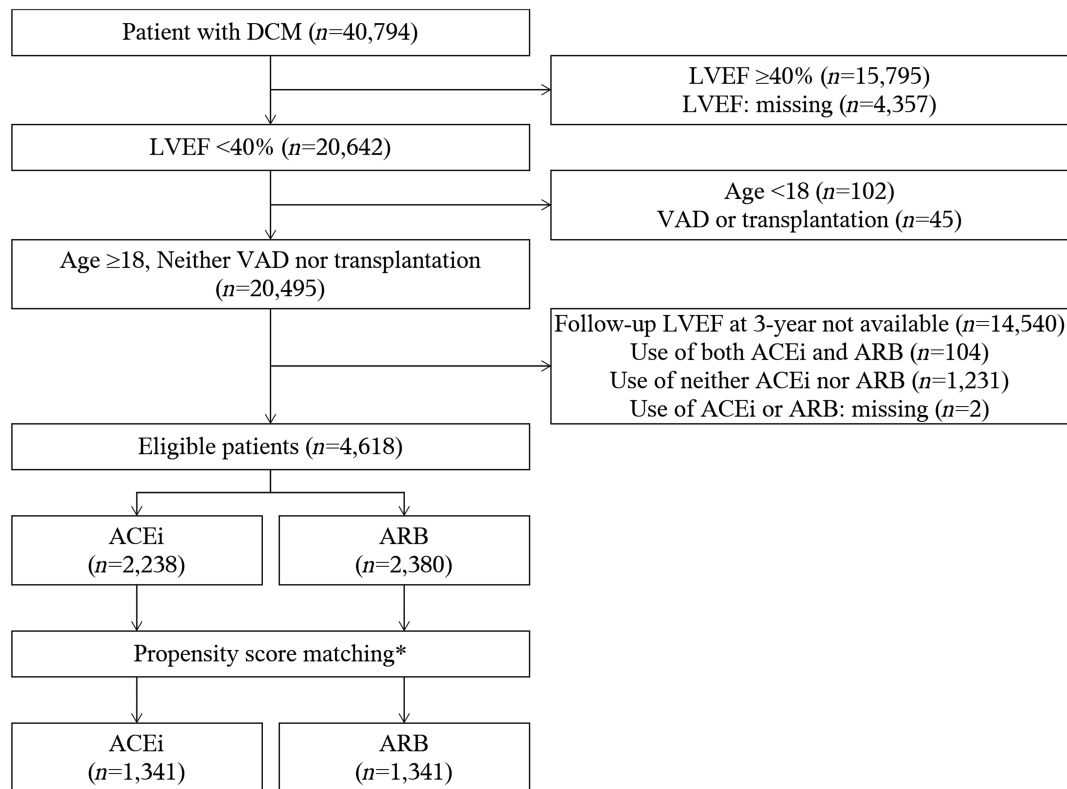 Patient with DCM (n=40,794)
LVEF ≥40% (n=15,795)
LVEF: missing (n=4,357)
LVEF <40% (n=20,642)
Age <18 (n=102)
VAD or transplantation (n=45)
Age ≥18, Neither VAD nor transplantation
(n=20,495)
Follow-up LVEF at 3-year not available (n=14,540)
Use of both ACEi and ARB (n=104)
Use of neither ACEi nor ARB (n=1,231)
Use of ACEi or ARB: missing (n=2)
Eligible patients (n=4,618)
ACEi
(n=2,238)
ARB
(n=2,380)
Propensity score matching*
ACEi
(n=1,341)
ARB
(n=1,341)